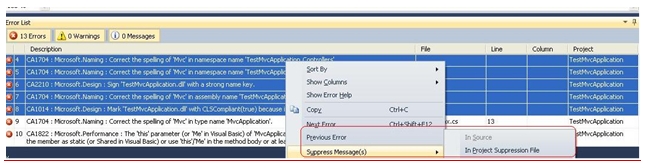 Error List
13 Errors
0 Warnings
0 Messages
Description
File
Line
Column
Project
4
CA1704 : Microsoft.Naming : Correct the spelling of 'Mvc' in namespace name 'TestMvcApplication.Controllers'.
TestMvcApplication
5
CA1704 : Microsoft.Naming : Correct the spelling of 'Mvc' in namespace name 'TestMvcA
TestMvcApplication
6
CA2210 : Microsoft.Design : Sign 'TestMvcApplication.dll' with a strong name key.
TestMvcApplication
7
CA1704 : Microsoft.Naming : Correct the spelling of 'Mvc' in assembly name 'TestMvcAp
TestMvcApplication
8
CA1014 : Microsoft.Design : Mark 'TestMvcApplication.dll' with CLSCompliant(true) because i
TestMvcApplication
9
CA1704 : Microsoft.Naming : Correct the spelling of 'Mvc' in type name 'MvcApplication'.
.cs
13
TestMvcApplication
10
CA1822 : Microsoft.Performance : The 'this' parameter (or 'Me' in Visual Basic) of 'MvcApplica
TestMvcApplication
the member as static (or Shared in Visual Basic) or use 'this'/'Me' in the method body or at lea
Sort By
Show Columns
Show Error Help
Copy Ctrl+C
Next Error Ctrl+Shift+F12
Previous Error
Suppress Message(s)
In Source
In Project Suppression File